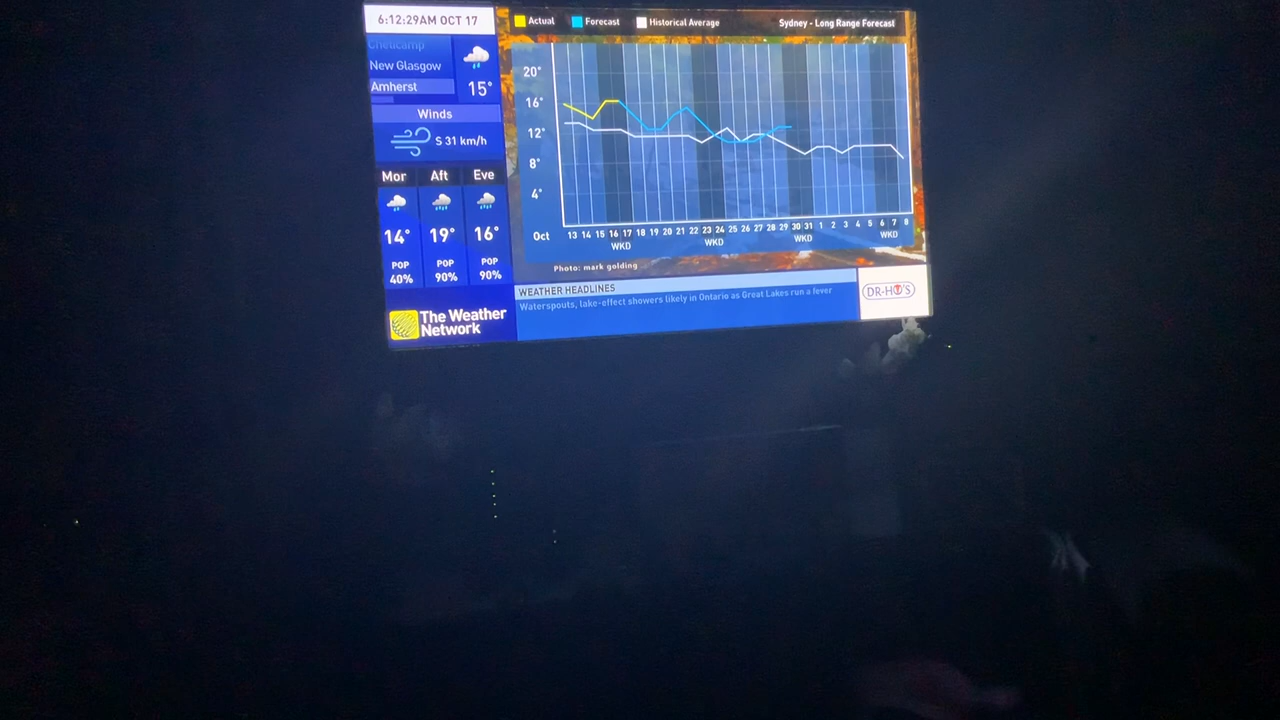 6:12:29AM OCT 17
Cheticamp
New Glasgow
Amherst
15°
Winds
S 31 km/h
Mor Aft Eve
14° 19° 16°
POP POP POP
40% 90% 90%
The Weather
Network
Actual Forecast Historical Average Sydney - Long Range Forecast
20°
16°
12°
8°
4°
Oct 13 14 15 16 17 18 19 20 21 22 23 24 25 26 27 28 29 30 31 1 2 3 4 5 6 7 8
WKD WKD WKD WKD
Photo: mark golding
WEATHER HEADLINES
Waterspouts, lake-effect showers likely in Ontario as Great Lakes run a fever
DR-HO'S